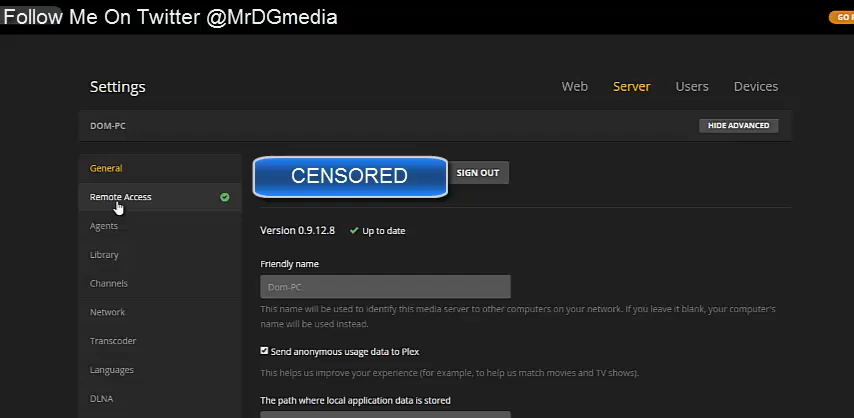 Follow Me On Twitter @MrDGmedia
GO
Settings
Web Server Users Devices
DOM-PC
HIDE ADVANCED
General
CENSORED
SIGN OUT
Remote Access
Agents
Version 0.9.12.8 Up to date
Library
Friendly name
Channels
Dom-PC
Network
This name will be used to identify this media server to other computers on your network. If you leave it blank, your computer's
name will be used instead.
Transcoder
Send anonymous usage data to Plex
Languages
This helps us improve your experience (for example, to help us match movies and TV shows).
DLNA
The path where local application data is stored